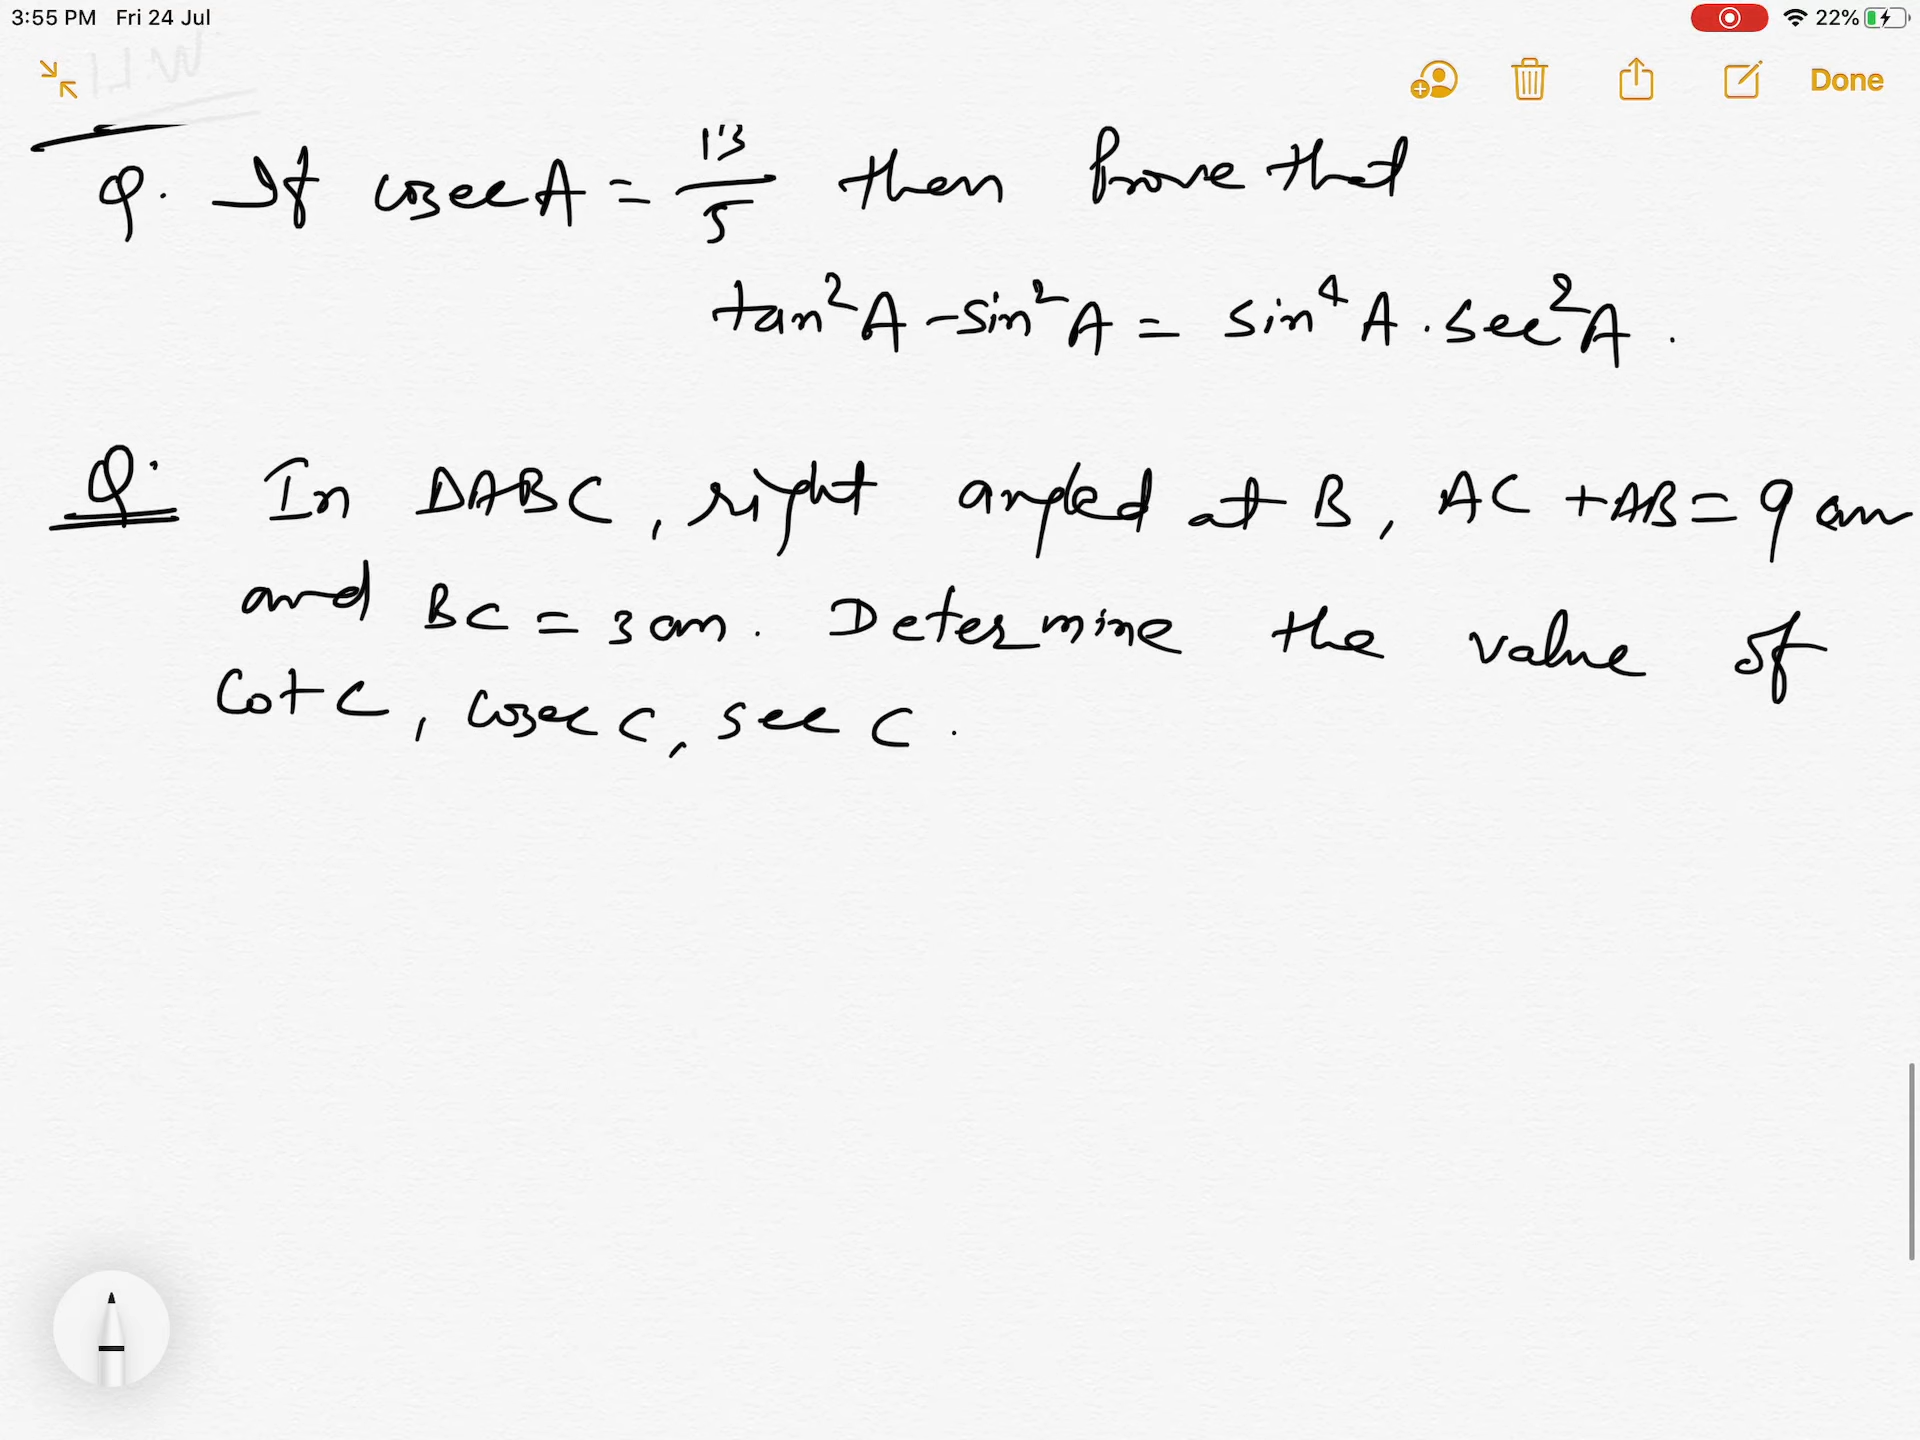 3:55 PM Fri 24 Jul
22%
Done
Q. If cosec A = 13/5 then prove that
tan²A - sin²A = sin⁴A . sec²A .
Q. In ΔABC, right angled at B, AC + AB = 9 cm
and BC = 3 cm. Determine the value of
Cot C, cosec C, sec C.